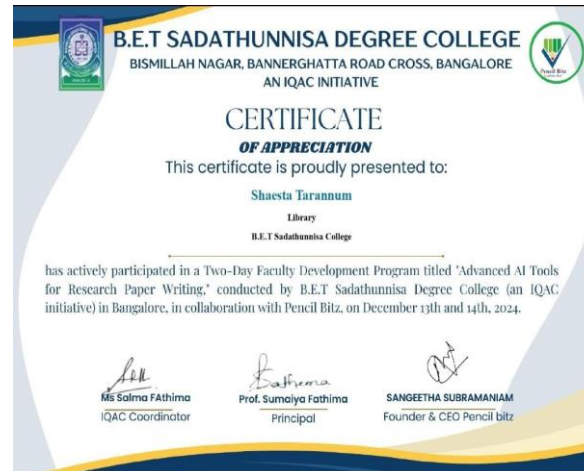 B.E.T SADATHUNNISA DEGREE COLLEGE
BISMILLAH NAGAR, BANNERGHATTA ROAD CROSS, BANGALORE
AN IQAC INITIATIVE
Pencil Bitz
CERTIFICATE
OF APPRECIATION
This certificate is proudly presented to:
Shaesta Tarannum
Library
B.E.T Sadathunnisa College
has actively participated in a Two-Day Faculty Development Program titled "Advanced AI Tools
for Research Paper Writing," conducted by B.E.T Sadathunnisa Degree College (an IQAC
initiative) in Bangalore, in collaboration with Pencil Bitz, on December 13th and 14th, 2024.
Ms Salma FAthima
IQAC Coordinator
Prof. Sumaiya Fathima
Principal
SANGEETHA SUBRAMANIAM
Founder & CEO Pencil bitz